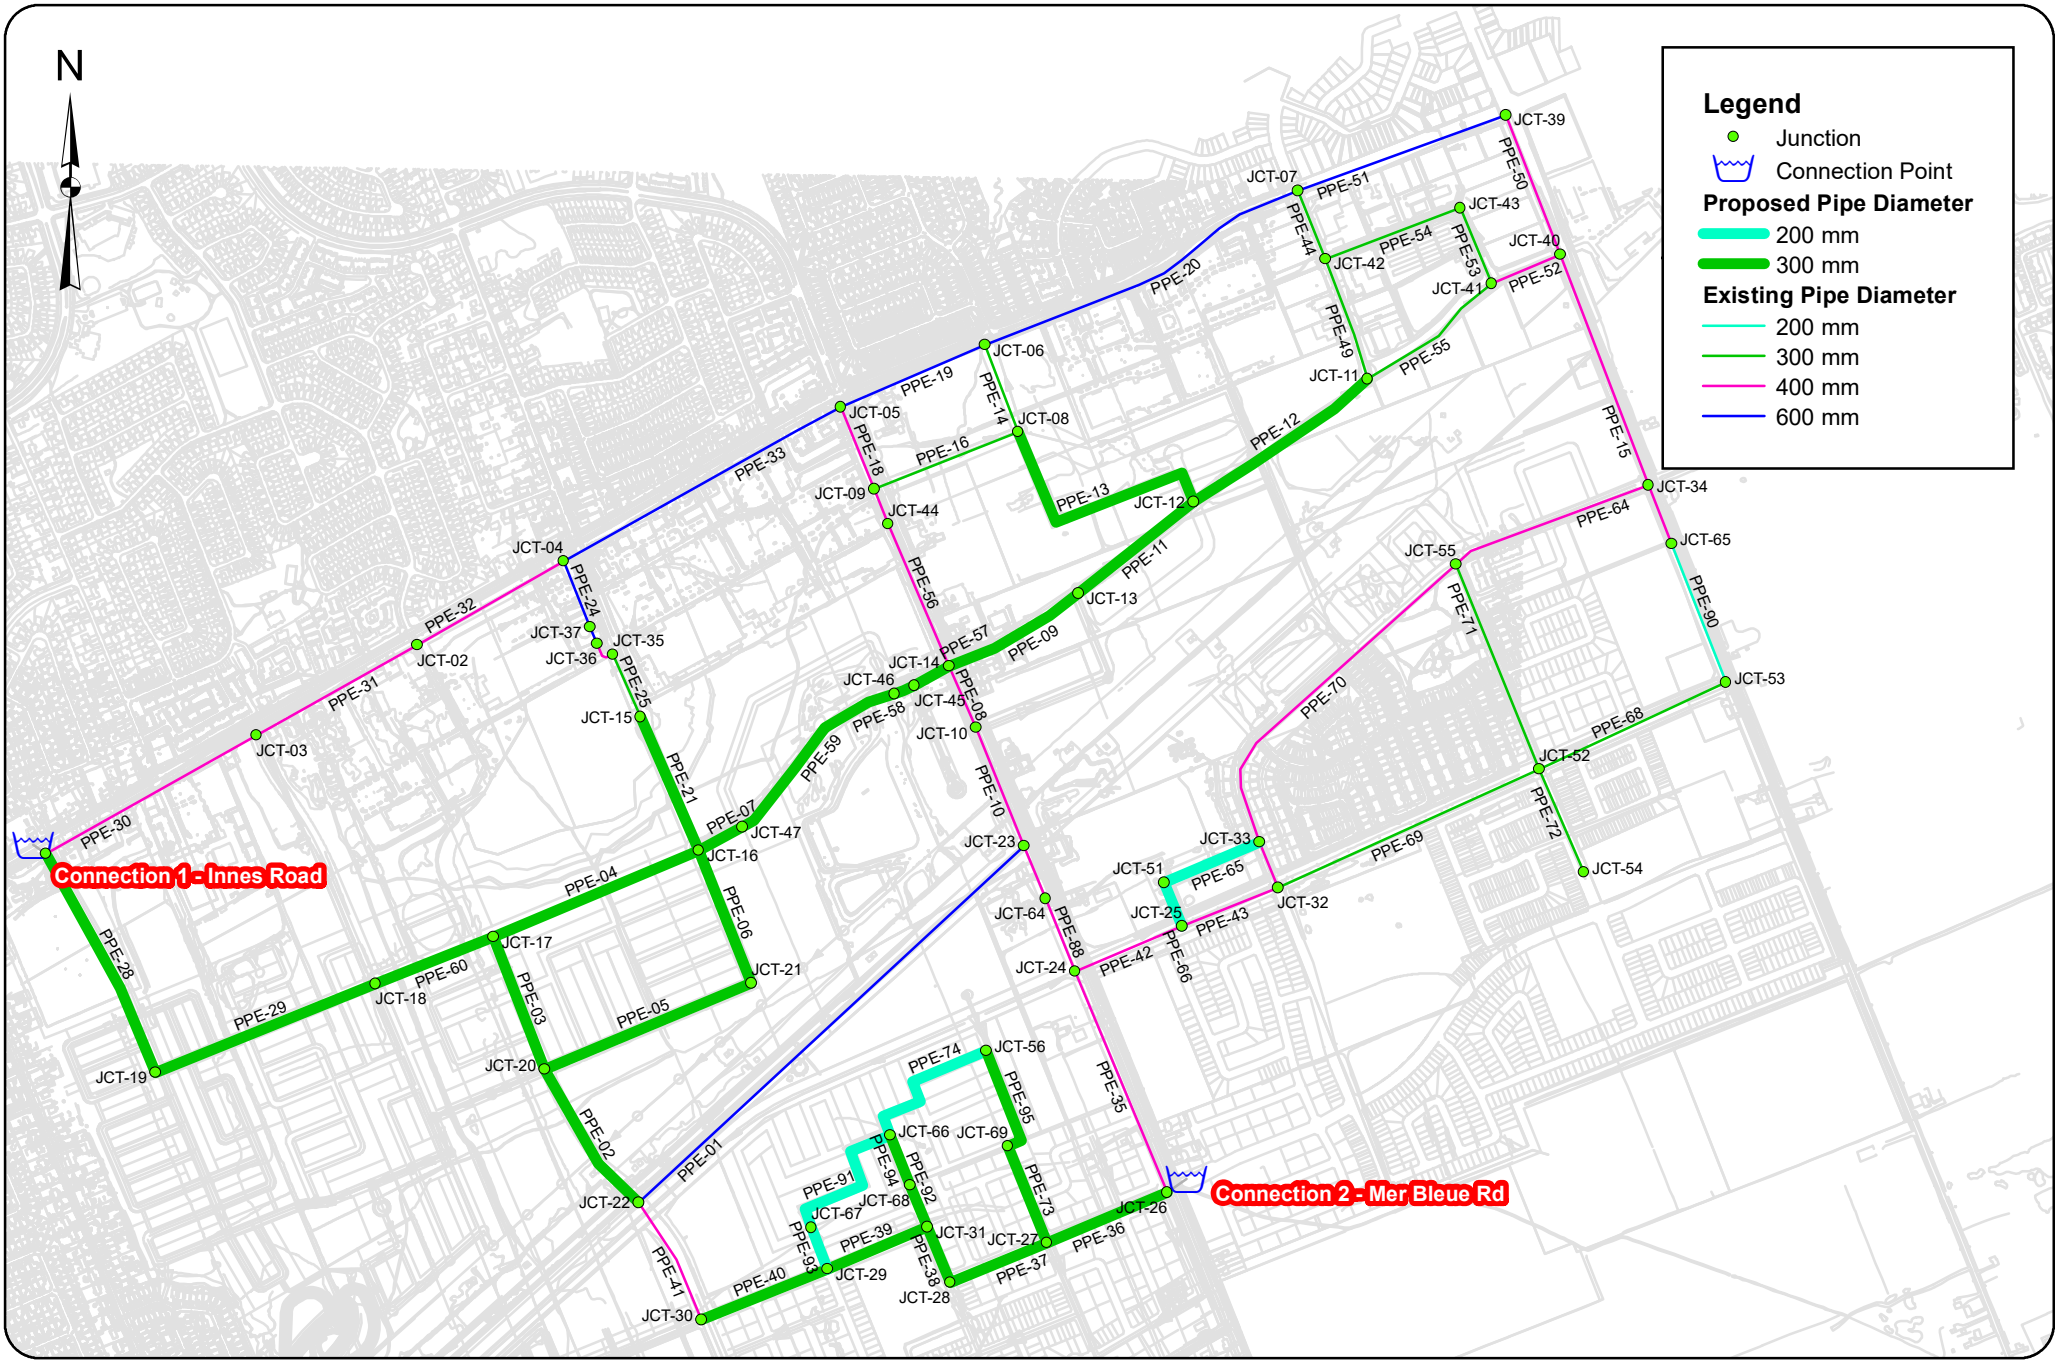 N
Legend
Junction
Connection Point
Proposed Pipe Diameter
200 mm
300 mm
Existing Pipe Diameter
200 mm
300 mm
400 mm
600 mm
JCT-39
JCT-07
PPE-51
PPE-50
JCT-43
PPE-44
PPE-54
JCT-40
JCT-42
PPE-53
PPE-52
PPE-20
JCT-41
PPE-49
JCT-06
PPE-55
PPE-19
JCT-11
PPE-14
JCT-05
JCT-08
PPE-15
PPE-12
PPE-18
PPE-16
PPE-33
JCT-09
PPE-13
JCT-12
JCT-34
JCT-44
PPE-64
JCT-65
JCT-04
JCT-55
PPE-11
PPE-24
PPE-56
JCT-13
PPE-32
PPE-71
PPE-90
JCT-37
JCT-35
JCT-36
JCT-02
PPE-57
PPE-09
JCT-14
PPE-25
JCT-46
JCT-45
JCT-53
PPE-31
PPE-08
PPE-70
JCT-15
PPE-58
JCT-10
PPE-68
JCT-03
PPE-59
JCT-52
PPE-21
PPE-10
PPE-07
JCT-47
PPE-72
PPE-30
JCT-23
JCT-33
JCT-16
PPE-69
Connection 1 - Innes Road
PPE-04
JCT-51
PPE-65
JCT-54
JCT-64
JCT-32
PPE-06
JCT-25
PPE-43
PPE-88
JCT-17
PPE-28
PPE-66
PPE-60
JCT-21
JCT-24
PPE-42
JCT-18
PPE-03
PPE-29
PPE-05
JCT-56
PPE-74
JCT-20
JCT-19
PPE-35
PPE-95
PPE-02
JCT-66
JCT-69
PPE-01
PPE-94
PPE-92
PPE-91
JCT-68
PPE-73
JCT-22
JCT-26
Connection 2 - Mer Bleue Rd
JCT-67
JCT-31
PPE-39
JCT-27
PPE-36
PPE-93
PPE-38
PPE-37
PPE-41
PPE-40
JCT-29
JCT-28
JCT-30